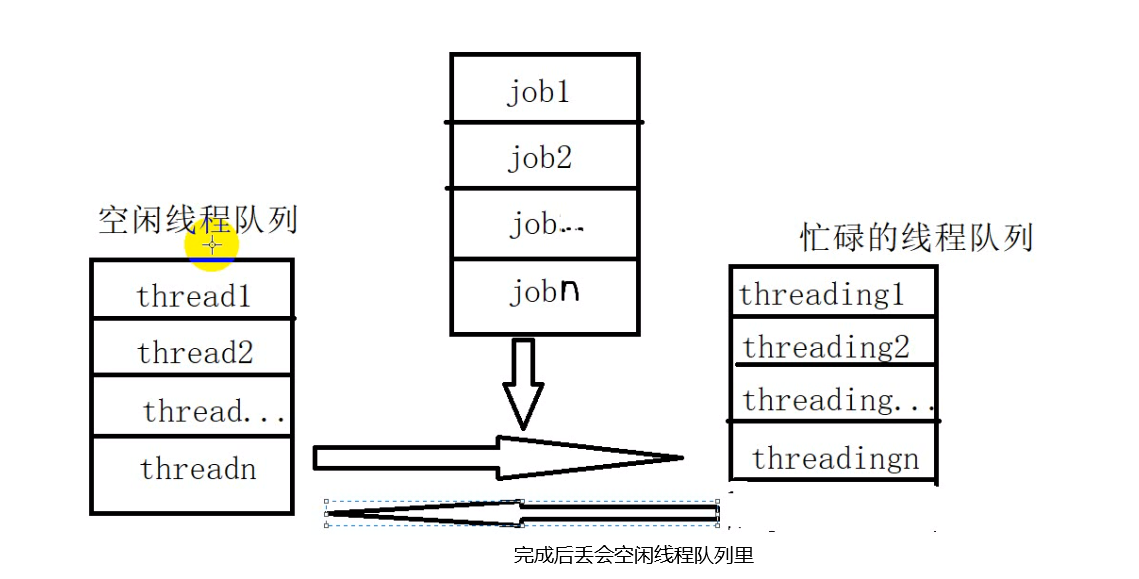 job1
job2
job...
jobn
空闲线程队列
thread1
thread2
thread...
threadn
忙碌的线程队列
threading1
threading2
threading...
threadingn
完成后丢会空闲线程队列里